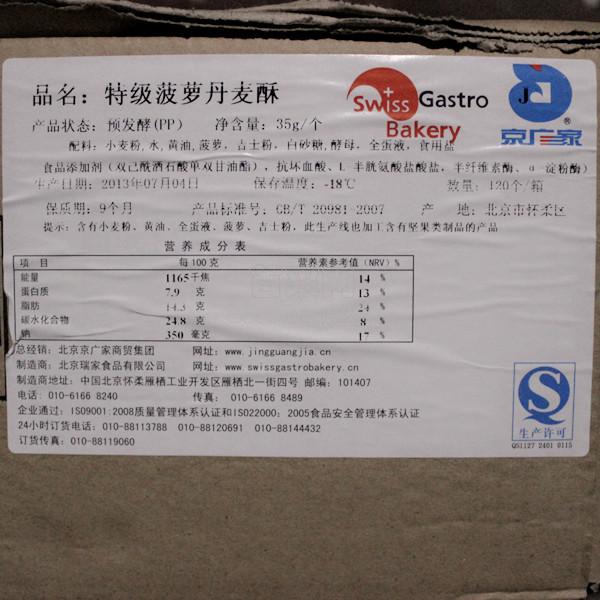 品名：特级菠萝丹麦酥
Swiss Gastro Bakery
J
京广家®
产品状态：预发酵(PP) 净含量：35g/个
配料：小麦粉,水,黄油,菠萝，吉士粉，白砂糖,酵母，全蛋液，食用盐
食品添加剂（双乙酰酒石酸单双甘油酯），抗坏血酸、L 半胱氨酸盐酸盐，半纤维素酶、α 淀粉酶）
生产日期：2013年07月04日 保存温度：-18℃ 数量：120个/箱
保质期：9个月 产品标准号：GB/T 20981-2007 产 地：北京市怀柔区
提示：含有小麦粉、黄油、全蛋液、菠萝、吉士粉，此生产线也加工含有坚果类制品的产品
营养成分表
项 目 每100克 营养素参考值（NRV）%
能量 1165千焦 14 %
蛋白质 7.9 克 13 %
脂肪 14.3 克 24 %
碳水化合物 24.8 克 8 %
钠 350 毫克 17 %
总经销：北京京广家商贸集团 网址：www.jingguangjia.cn
制造商：北京瑞家食品有限公司 网址：www.swissgastrobakery.cn
制造商地址：中国北京怀柔雁栖工业开发区雁栖北一街四号 邮编：101407
电话：010-6166 8240 传真：010-6166 8489
企业通过：ISO9001:2008质量管理体系认证和ISO22000：2005食品安全管理体系认证
24小时订货电话：010-88113788 010-88120691 010-88144432
订货传真：010-88119060
生产许可
QS1127 2401 0115